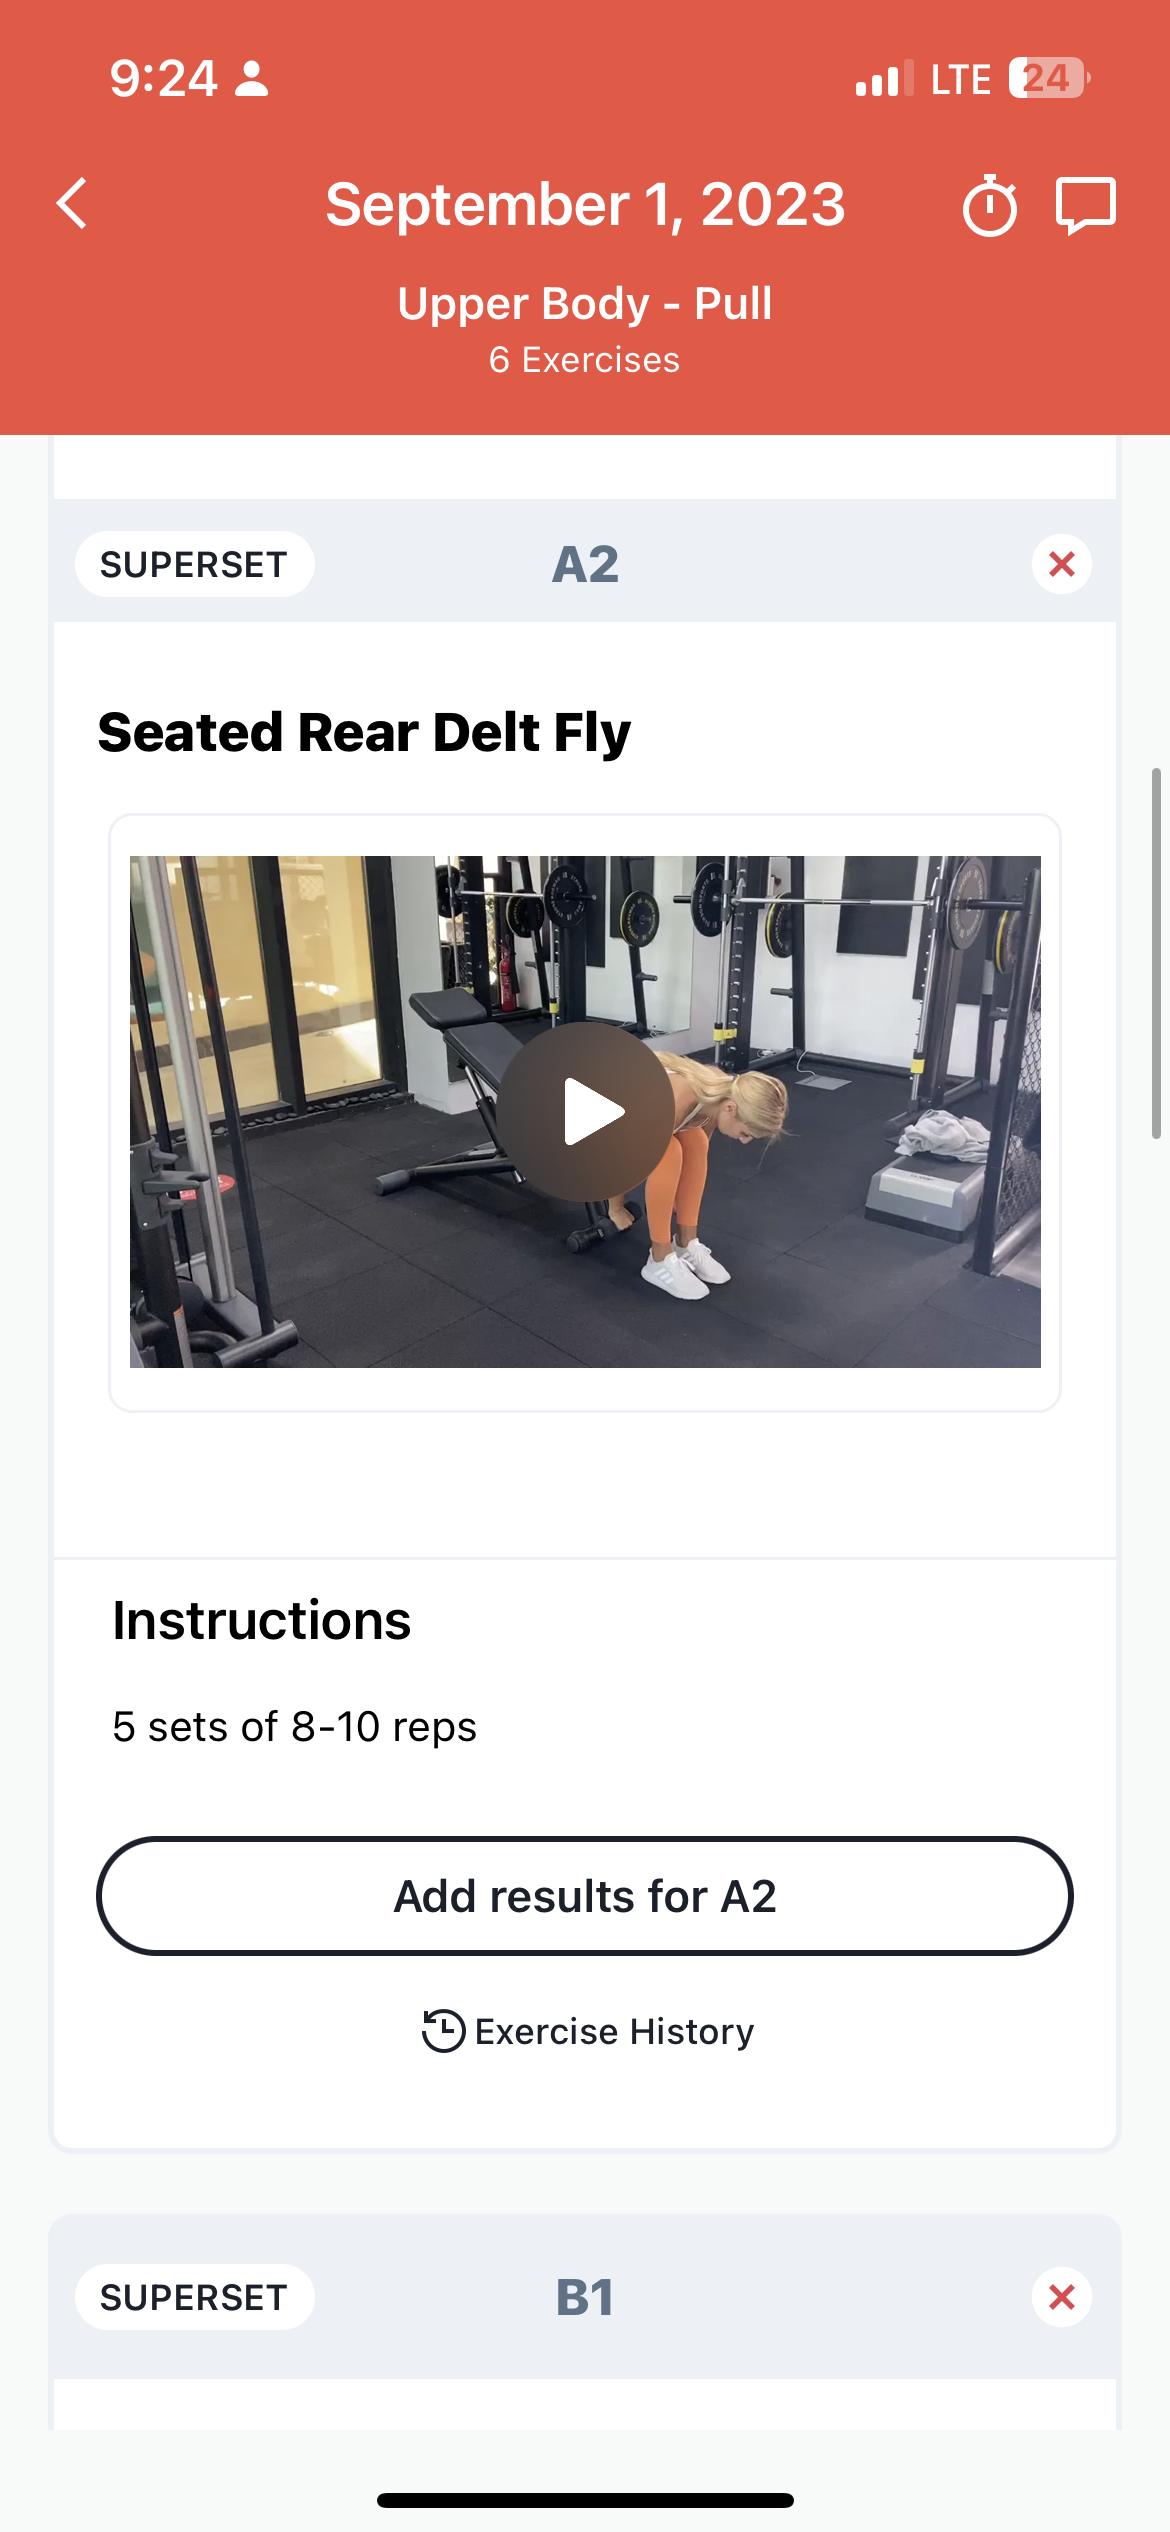 9:24
LTE 24
September 1, 2023
Upper Body - Pull
6 Exercises
SUPERSET
A2
Seated Rear Delt Fly
Instructions
5 sets of 8-10 reps
Add results for A2
Exercise History
SUPERSET
B1